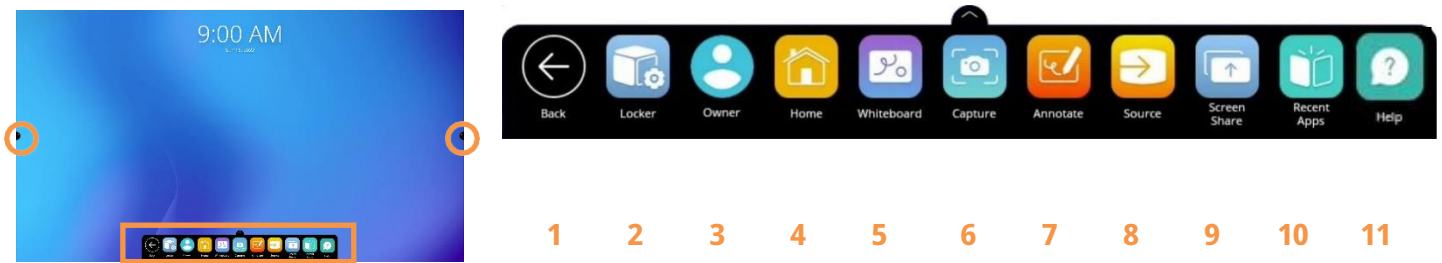 9:00 AM
Back Locker Owner Home Whiteboard Capture Annotate Source Screen Share Recent Apps Help
1 2 3 4 5 6 7 8 9 10 11